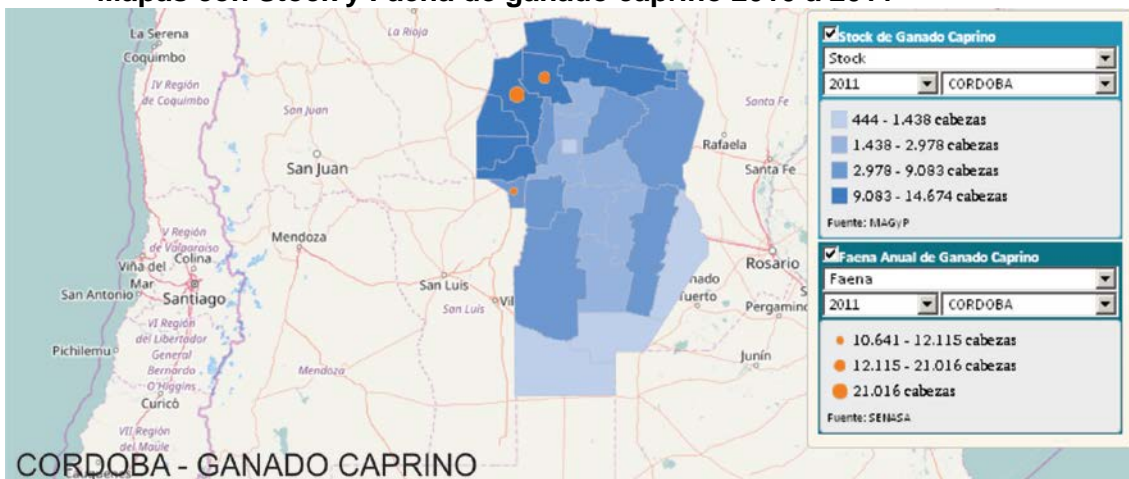 La Serena
Coquimbo
La Rioja
IV Región
de Coquimbo
San Juan
Santa Fe
Rafaela
San Juan
Santa Fe
V Región
de Valparaíso
Mendoza
Colina
Viña del
Mar
Rosario
San Luis
San Antonio
Santiago
San Luis
Pergamino
VI Región
del Libertador
General
Bernardo
O'Higgins
Pichilemu
Junín
Mendoza
Curicó
VII Región
del Maule
CORDOBA - GANADO CAPRINO
Stock de Ganado Caprino
Stock
2011 CORDOBA
444 - 1.438 cabezas
1.438 - 2.978 cabezas
2.978 - 9.083 cabezas
9.083 - 14.674 cabezas
Fuente: MAGyP
Faena Anual de Ganado Caprino
Faena
2011 CORDOBA
10.641 - 12.115 cabezas
12.115 - 21.016 cabezas
21.016 cabezas
Fuente: SENASA